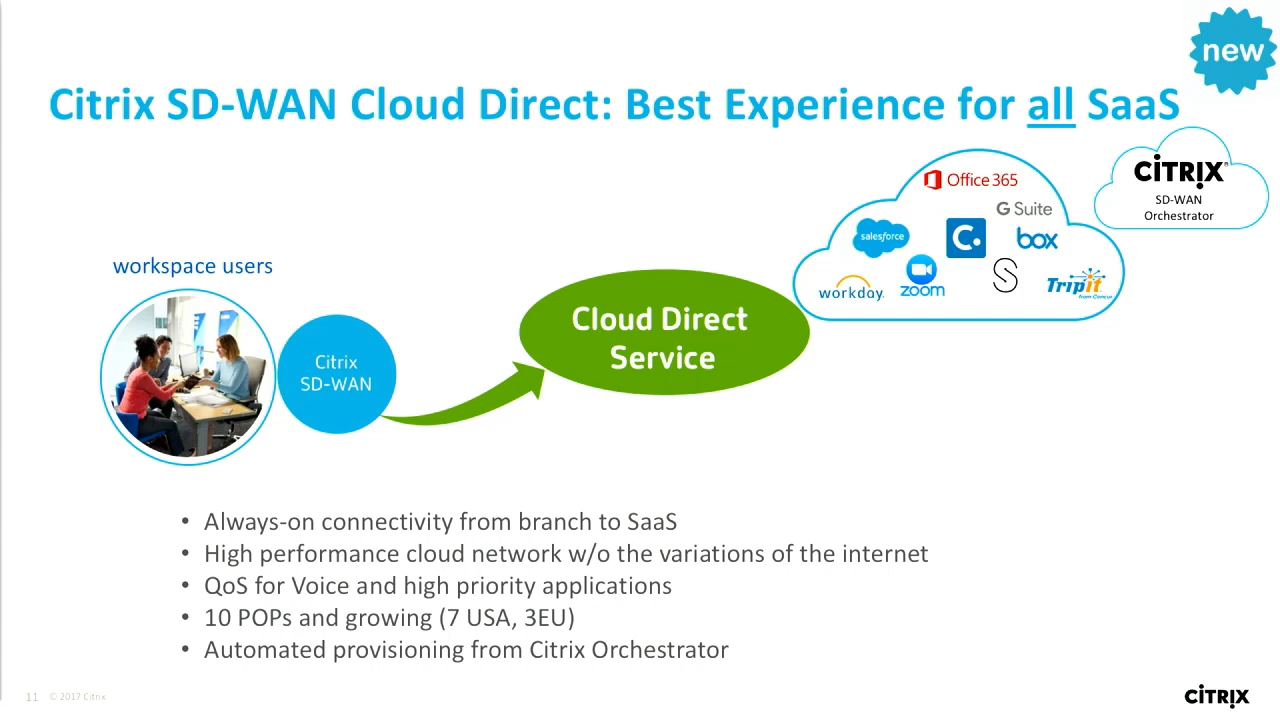 new
Citrix SD-WAN Cloud Direct: Best Experience for all SaaS
CITRIX®
SD-WAN
Orchestrator
Office 365
G Suite
salesforce
C.
box
workday.
zoom
S
TripIt
from Concur
workspace users
Citrix
SD-WAN
Cloud Direct
Service
• Always-on connectivity from branch to SaaS
• High performance cloud network w/o the variations of the internet
• QoS for Voice and high priority applications
• 10 POPs and growing (7 USA, 3EU)
• Automated provisioning from Citrix Orchestrator
11 © 2017 Citrix
CITRIX